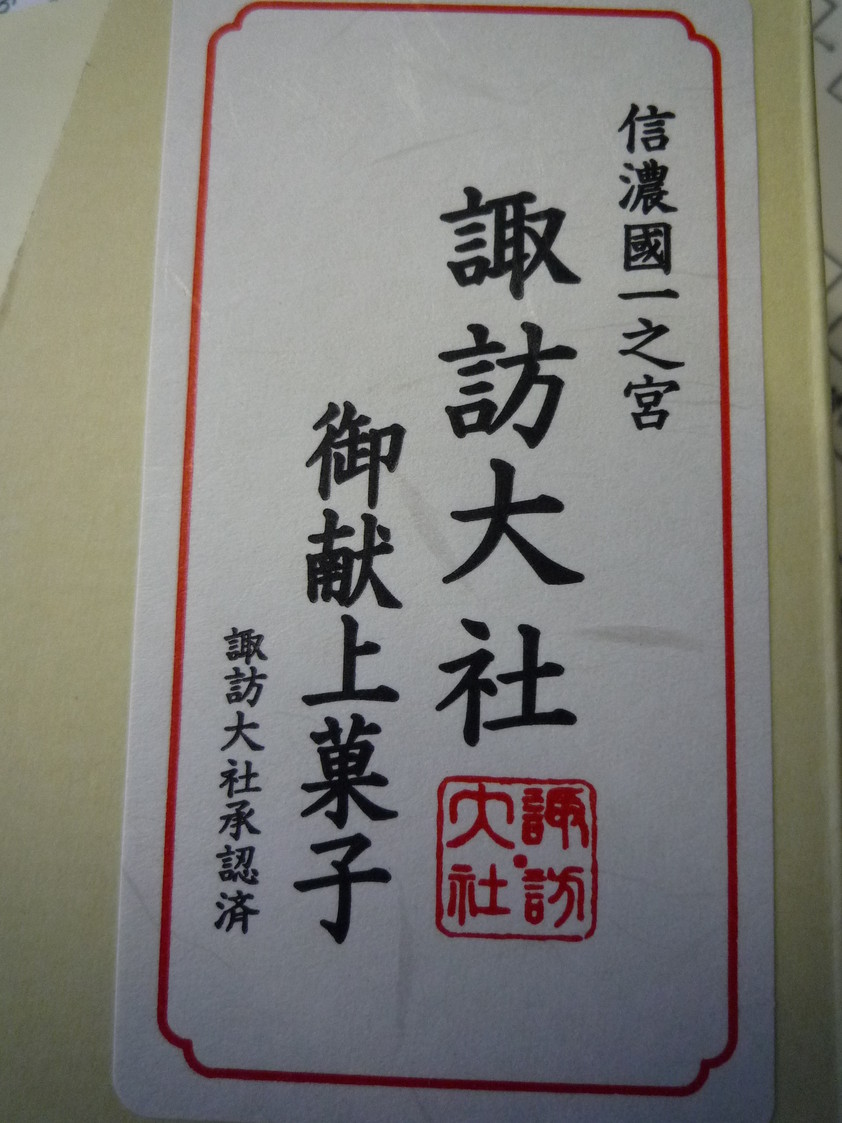 信濃國一之宮
諏訪大社
諏訪大社
御献上菓子
諏訪大社承認済